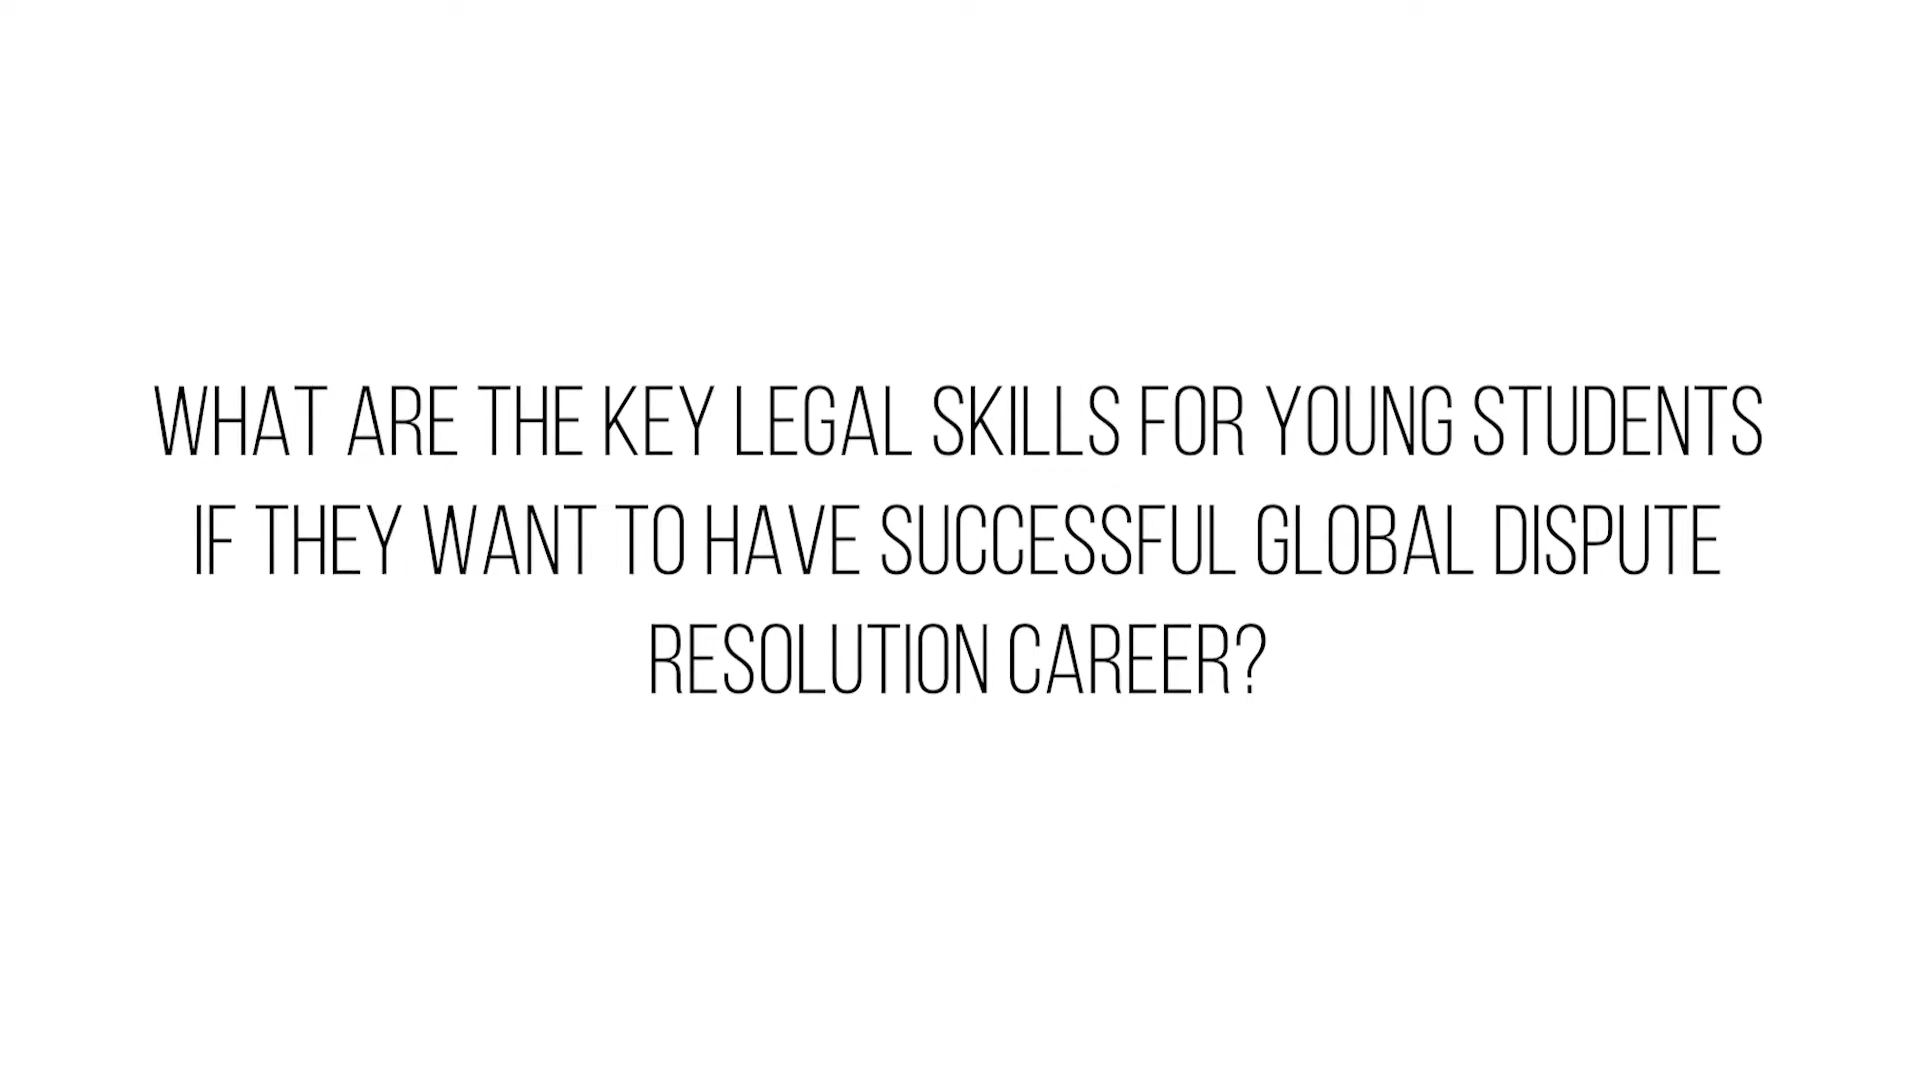 WHAT ARE THE KEY LEGAL SKILLS FOR YOUNG STUDENTS
IF THEY WANT TO HAVE SUCCESSFUL GLOBAL DISPUTE
RESOLUTION CAREER?